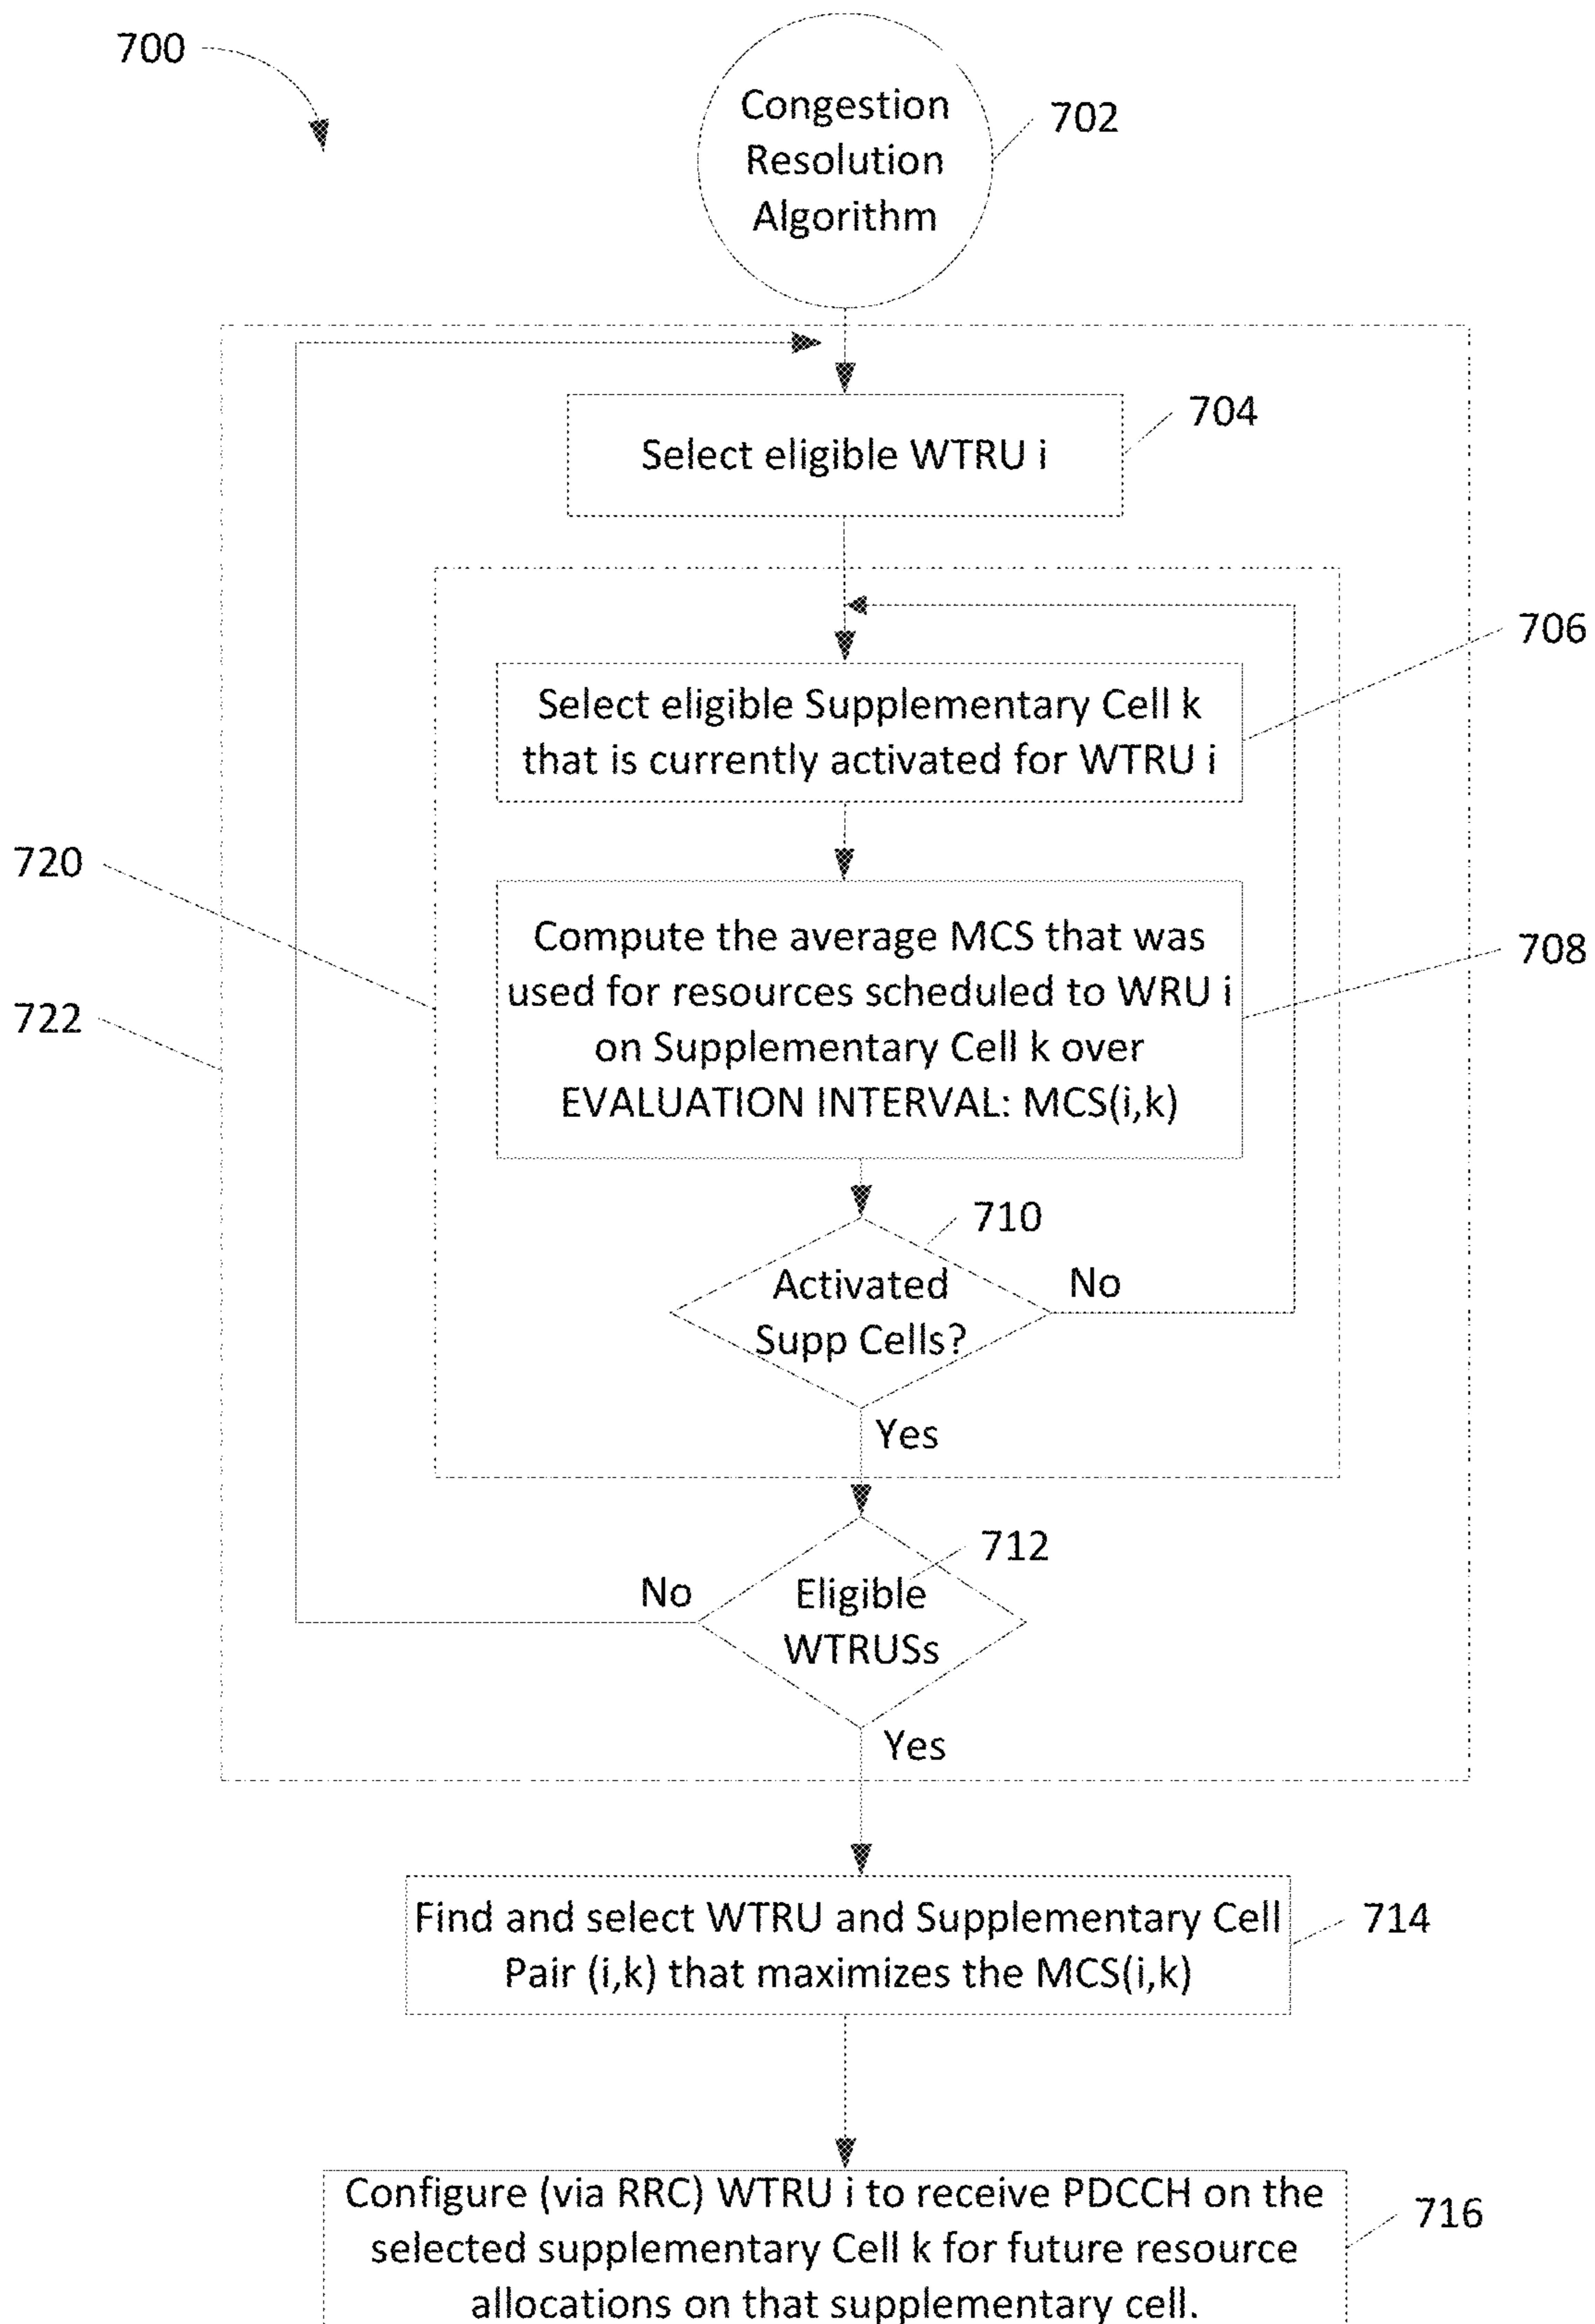 700
Congestion
Resolution
Algorithm
702
Select eligible WTRU i
704
Select eligible Supplementary Cell k
that is currently activated for WTRU i
706
Compute the average MCS that was
used for resources scheduled to WRU i
on Supplementary Cell k over
EVALUATION INTERVAL: MCS(i,k)
708
720
722
710
Activated
Supp Cells?
No
Yes
712
Eligible
WTRUSs
No
Yes
Find and select WTRU and Supplementary Cell
Pair (i,k) that maximizes the MCS(i,k)
714
Configure (via RRC) WTRU i to receive PDCCH on the
selected supplementary Cell k for future resource
allocations on that supplementary cell.
716